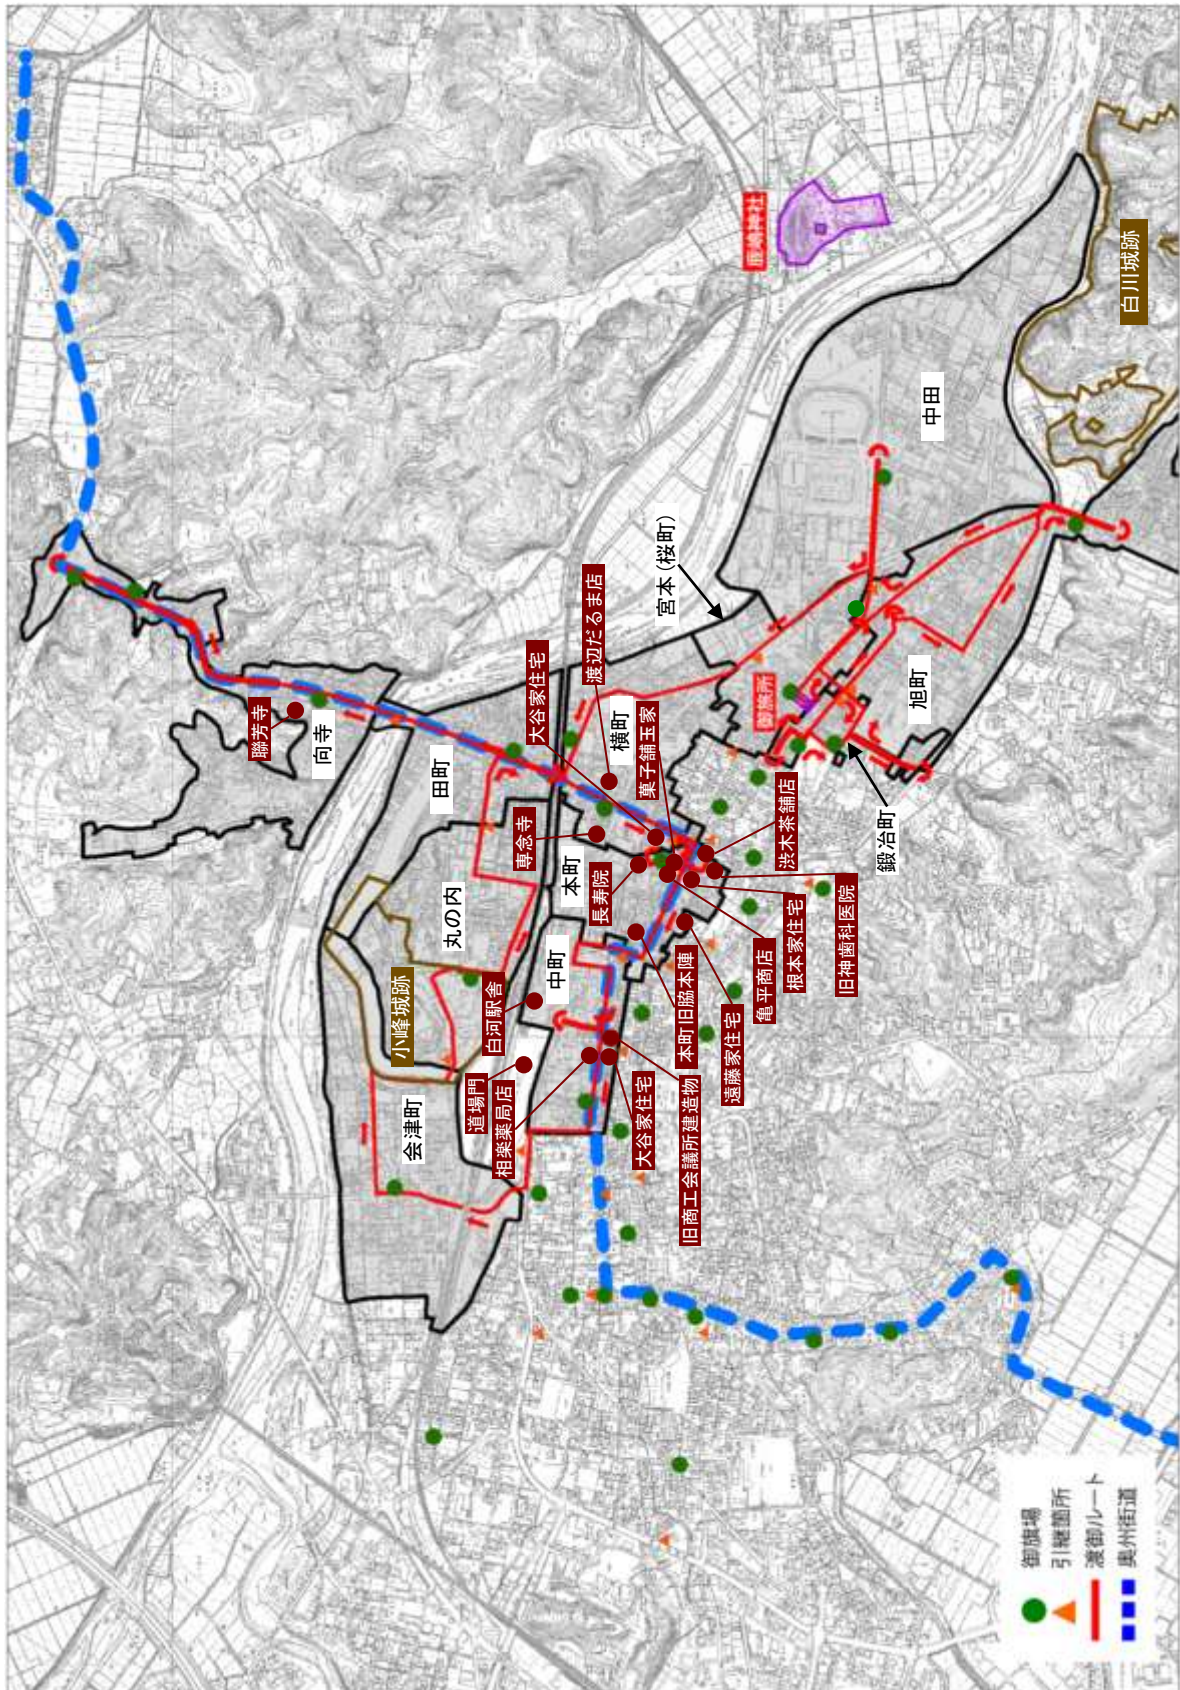 鹿嶋神社
白川城跡
中田
宮本(桜町)
渡辺だるま店
大谷家住宅
横町
菓子舗玉家
御旅所
旭町
鍛冶町
聯芳寺
向寺
田町
専念寺
本町
長寿院
渋木茶舗店
旧神歯科医院
根本家住宅
亀平商店
丸の内
小峰城跡
白河駅舎
中町
本町旧脇本陣
遠藤家住宅
会津町
道場門
相楽薬局店
大谷家住宅
旧商工会議所建造物
御旗場
引継箇所
渡御ルート
奥州街道